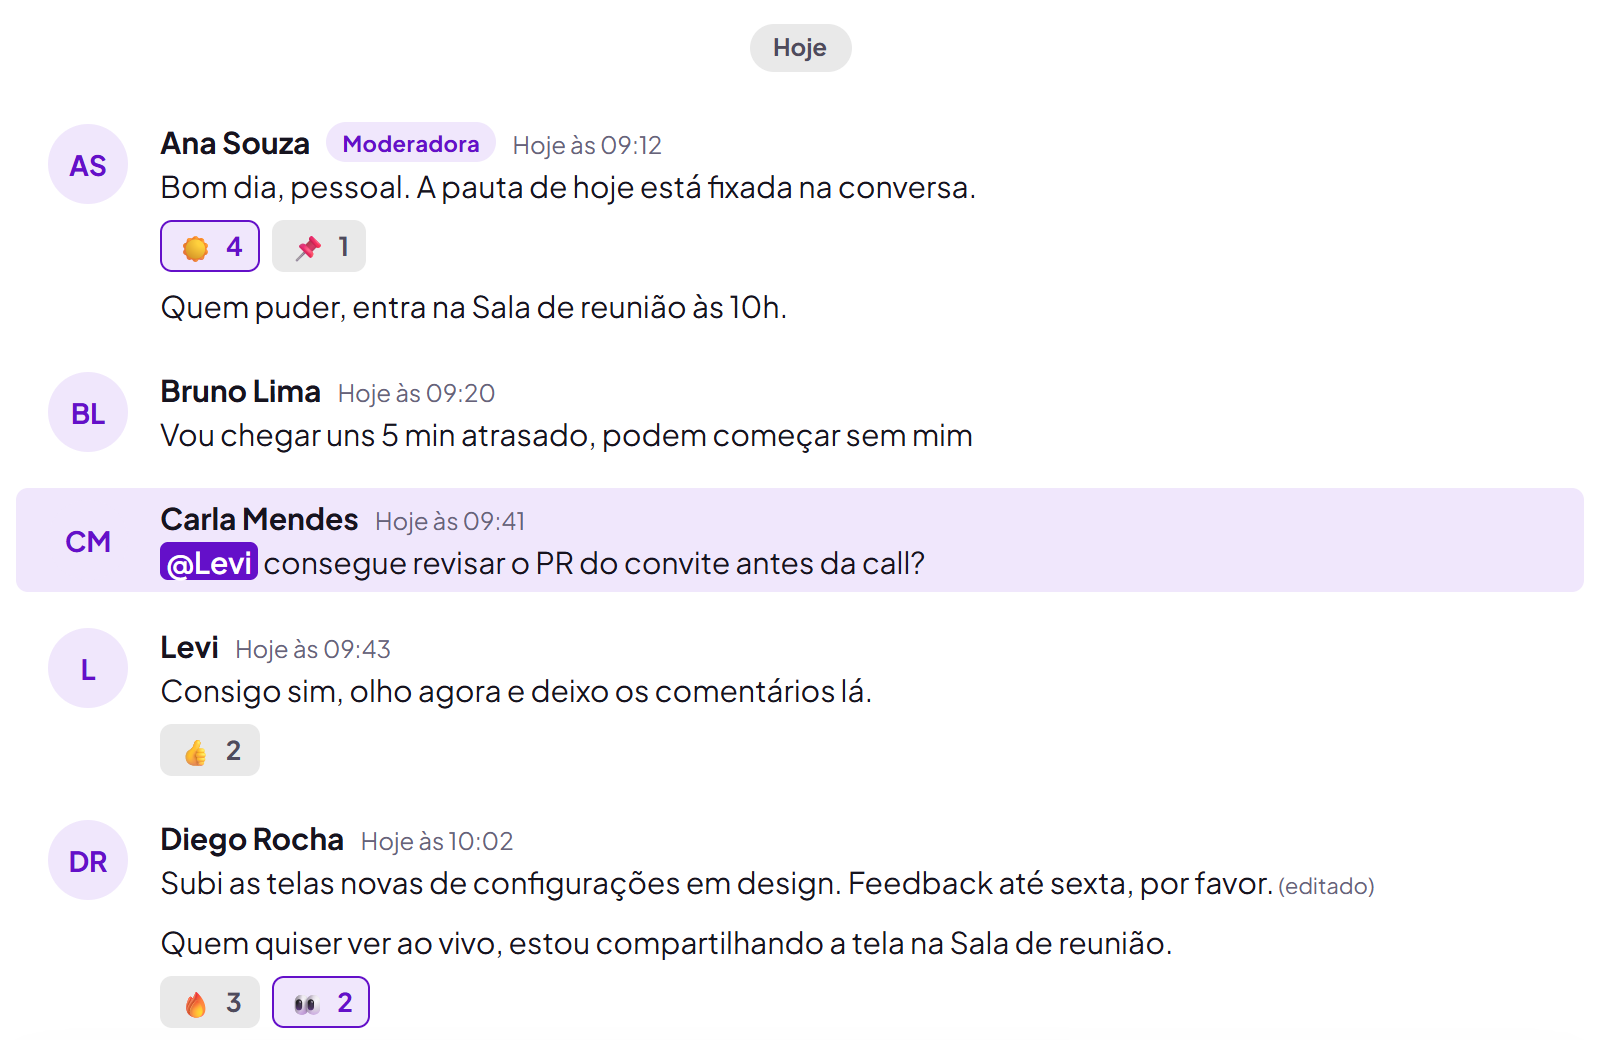 Hoje
AS
Ana Souza Moderadora Hoje às 09:12
Bom dia, pessoal. A pauta de hoje está fixada na conversa.
4 1
Quem puder, entra na Sala de reunião às 10h.
BL
Bruno Lima Hoje às 09:20
Vou chegar uns 5 min atrasado, podem começar sem mim
CM
Carla Mendes Hoje às 09:41
@Levi consegue revisar o PR do convite antes da call?
L
Levi Hoje às 09:43
Consigo sim, olho agora e deixo os comentários lá.
2
DR
Diego Rocha Hoje às 10:02
Subi as telas novas de configurações em design. Feedback até sexta, por favor. (editado)
Quem quiser ver ao vivo, estou compartilhando a tela na Sala de reunião.
3 2